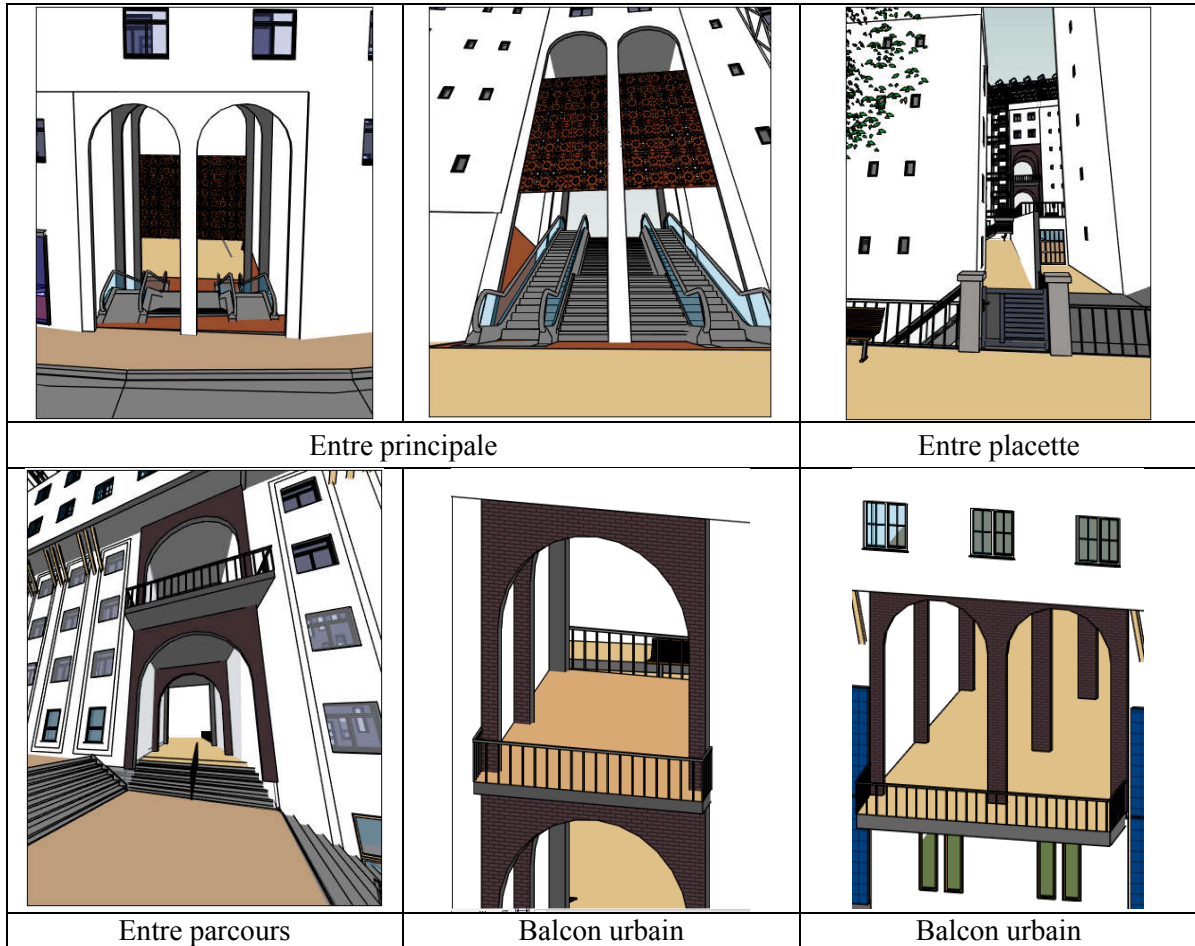 Entre principale
Entre placette
Entre parcours
Balcon urbain
Balcon urbain